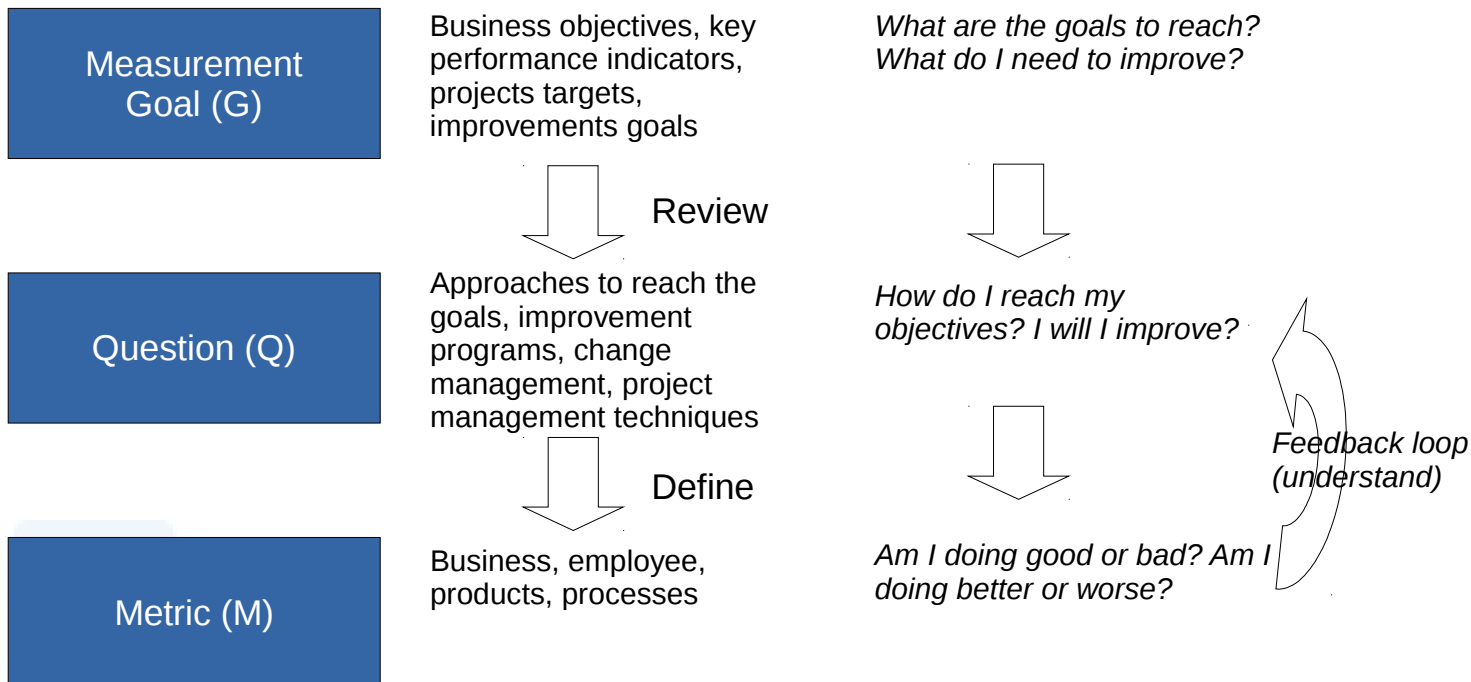 Measurement
Goal (G)
Business objectives, key
performance indicators,
projects targets,
improvements goals
What are the goals to reach?
What do I need to improve?
Review
Question (Q)
Approaches to reach the
goals, improvement
programs, change
management, project
management techniques
How do I reach my
objectives? I will I improve?
Feedback loop
(understand)
Define
Metric (M)
Business, employee,
products, processes
Am I doing good or bad? Am I
doing better or worse?